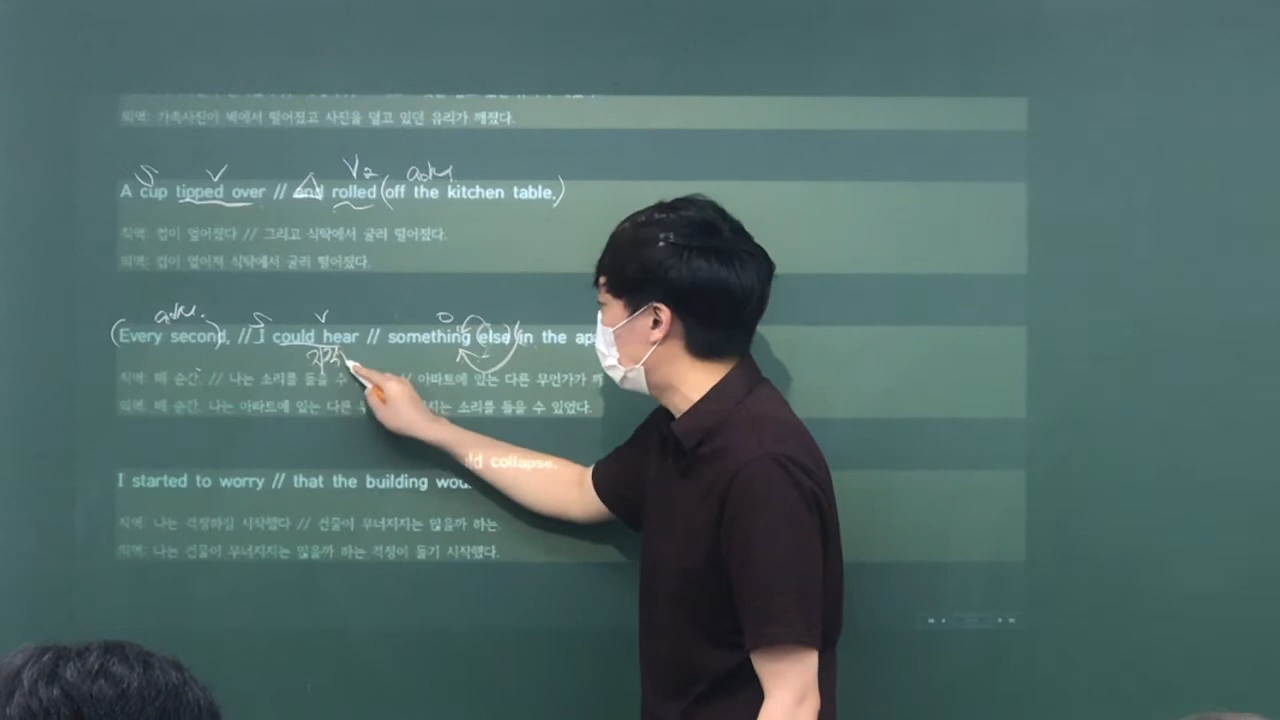 의역: 가족사진이 벽에서 떨어졌고 사진을 덮고 있던 유리가 깨졌다.
S V V2 adv.
A cup tipped over // and rolled (off the kitchen table.)
직역: 컵이 엎어졌다 // 그리고 식탁에서 굴러 떨어졌다.
의역: 컵이 엎어져 식탁에서 굴러 떨어졌다.
adv. S V O
(Every second), // I could hear // something else (in the
지각
직역: 매 순간, // 나는 소리를 들을 수 // 아파트에 있는 다른 무언가가
의역: 매 순간, 나는 아파트에 있는 다른 지는 소리를 들을 수 있었다.
ld collapse.
I started to worry // that the building wou
직역: 나는 걱정하길 시작했다 // 건물이 무너지지는 않을까 하는
의역: 나는 건물이 무너지지는 않을까 하는 걱정이 들기 시작했다.